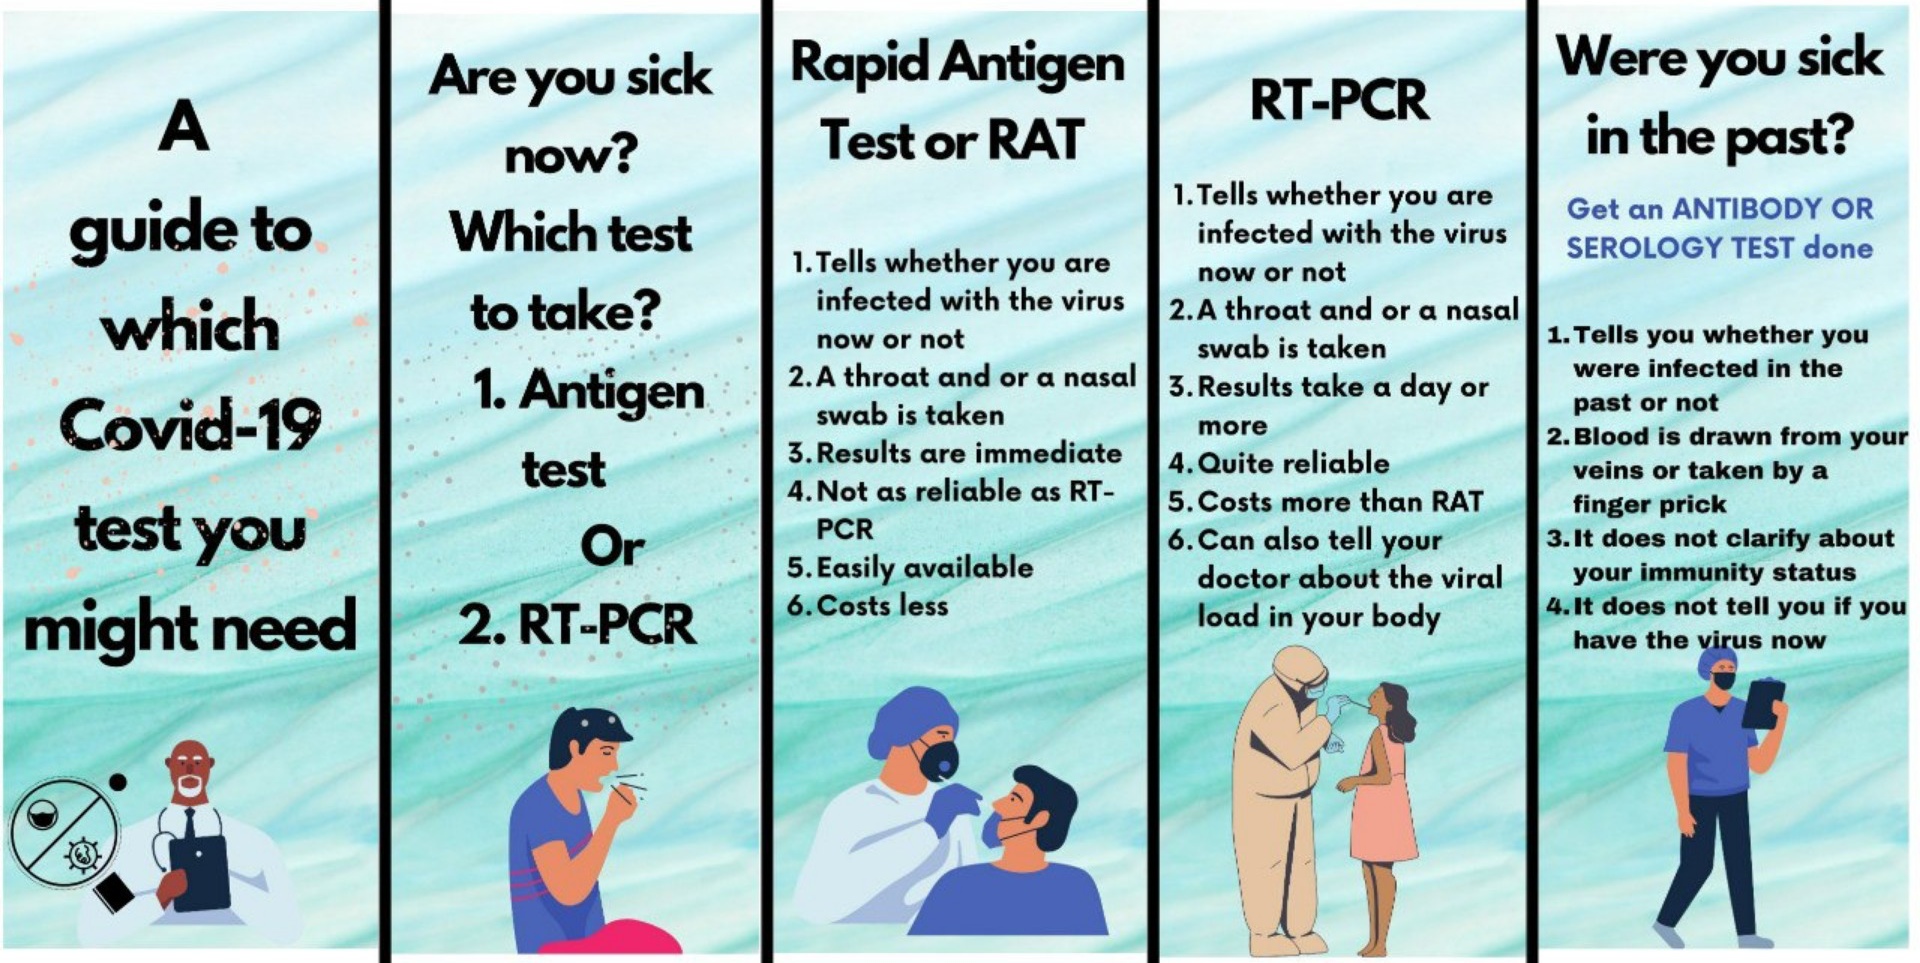 A
guide to
which
Covid-19
test you
might need
Are you sick
now?
Which test
to take?
1. Antigen
test
Or
2. RT-PCR
Rapid Antigen
Test or RAT
1. Tells whether you are
infected with the virus
now or not
2. A throat and or a nasal
swab is taken
3. Results are immediate
4. Not as reliable as RT-
PCR
5. Easily available
6. Costs less
RT-PCR
1. Tells whether you are
infected with the virus
now or not
2. A throat and or a nasal
swab is taken
3. Results take a day or
more
4. Quite reliable
5. Costs more than RAT
6. Can also tell your
doctor about the viral
load in your body
Were you sick
in the past?
Get an ANTIBODY OR
SEROLOGY TEST done
1. Tells you whether you
were infected in the
past or not
2. Blood is drawn from your
veins or taken by a
finger prick
3. It does not clarify about
your immunity status
4. It does not tell you if you
have the virus now